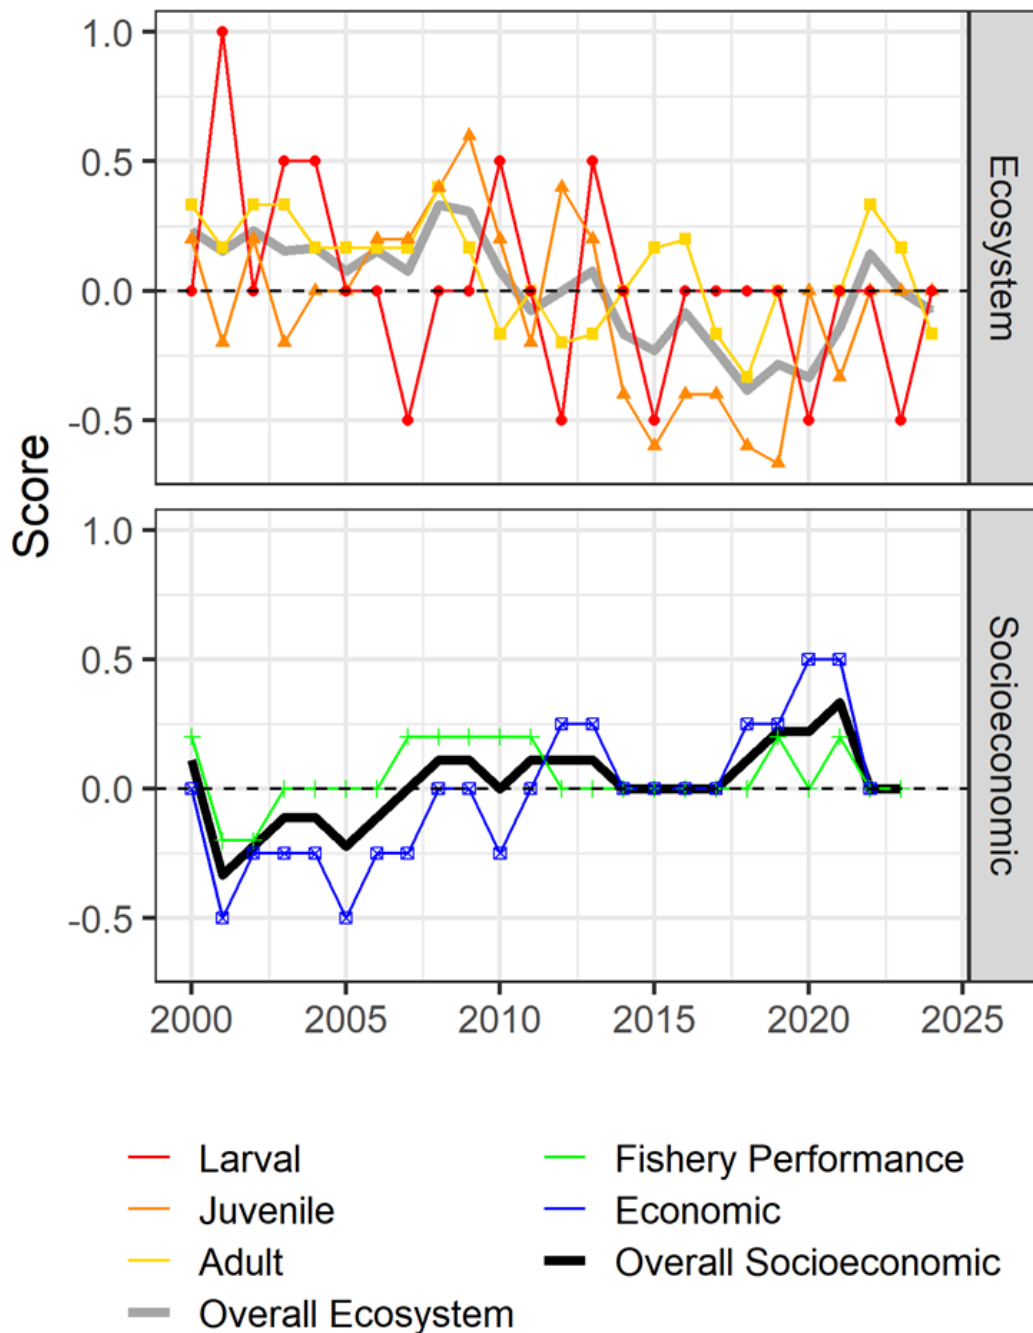 1.0
0.5
0.0
-0.5
Ecosystem
Score
1.0
0.5
0.0
-0.5
Socioeconomic
2000 2005 2010 2015 2020 2025
Larval
Juvenile
Adult
Overall Ecosystem
Fishery Performance
Economic
Overall Socioeconomic